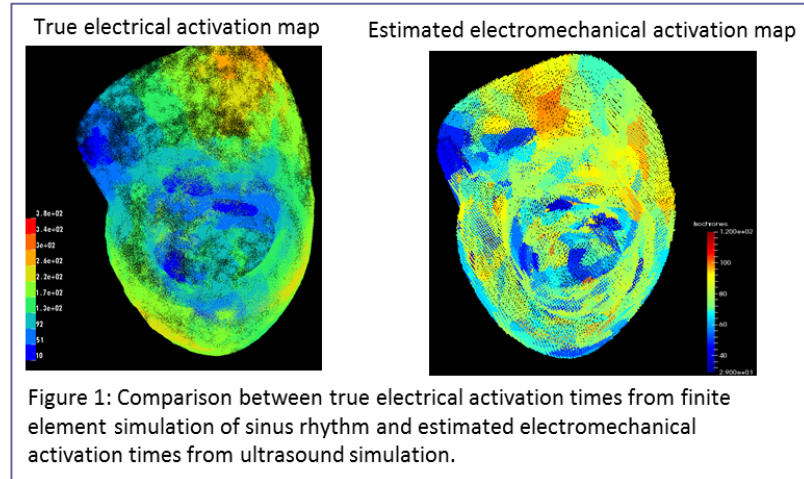 True electrical activation map
Estimated electromechanical activation map
3.8e+02
3.4e+02
3e+02
2.6e+02
2.2e+02
1.7e+02
1.3e+02
92
51
10
Isochrones
1.200e+02
100
80
60
40
2.900e+01
Figure 1: Comparison between true electrical activation times from finite
element simulation of sinus rhythm and estimated electromechanical
activation times from ultrasound simulation.